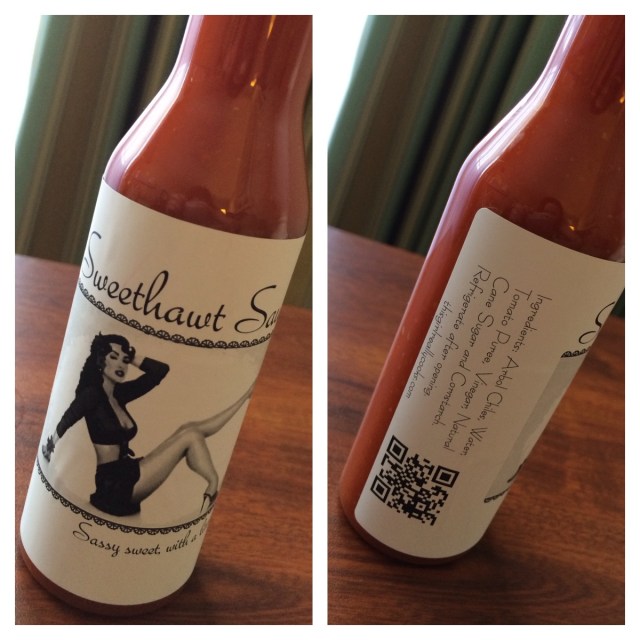 Sweethawt Sa
Sassy sweet, with a
Ingredients: Arbol Chiles, Water,
Tomato Puree, Vinegar, Natural
Cane Sugar and Cornstarch.
Refrigerate after opening.